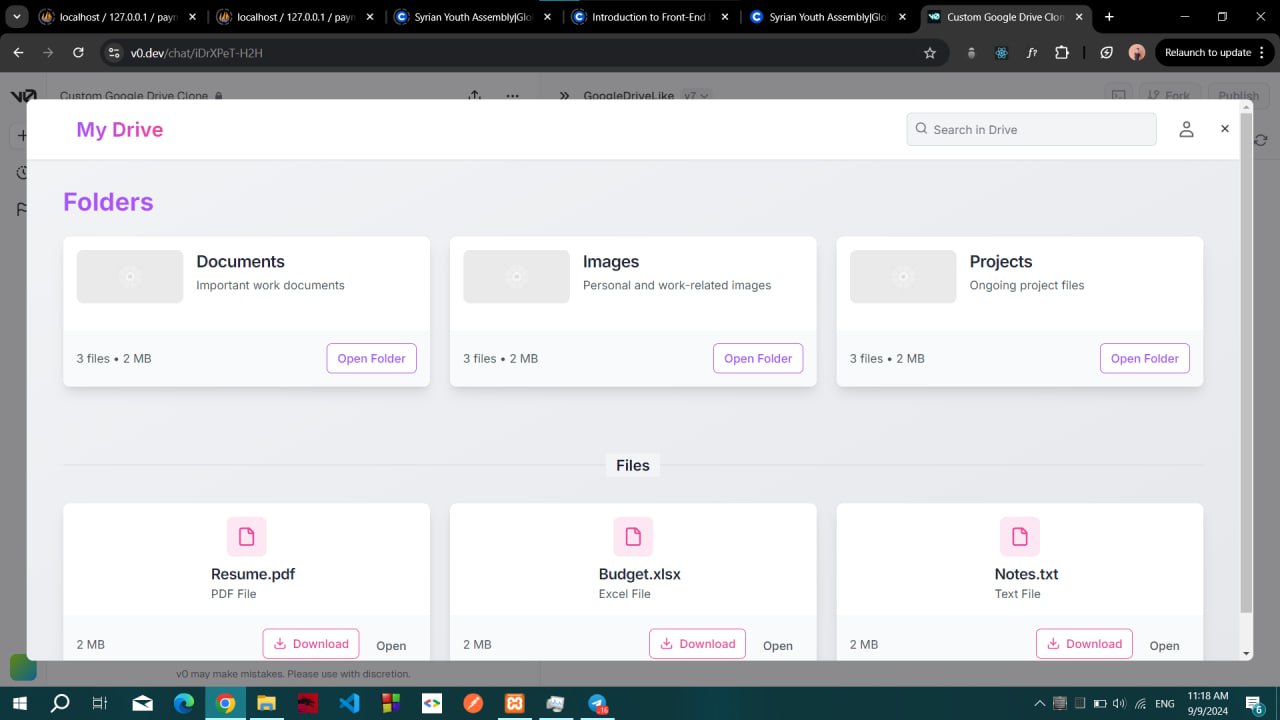 localhost / 127.0.0.1 / payn
localhost / 127.0.0.1 / payn
Syrian Youth Assembly|Glo
Introduction to Front-End
Syrian Youth Assembly|Glo
Custom Google Drive Clon
v0.dev/chat/iDrXPeT-H2H
Relaunch to update
Custom Google Drive Clone
GoogleDriveLike v7
Fork
Publish
My Drive
Search in Drive
Folders
Documents
Important work documents
3 files • 2 MB
Open Folder
Images
Personal and work-related images
3 files • 2 MB
Open Folder
Projects
Ongoing project files
3 files • 2 MB
Open Folder
Files
Resume.pdf
PDF File
2 MB
Download
Open
Budget.xlsx
Excel File
2 MB
Download
Open
Notes.txt
Text File
2 MB
Download
Open
v0 may make mistakes. Please use with discretion.
ENG
11:18 AM
9/9/2024
6